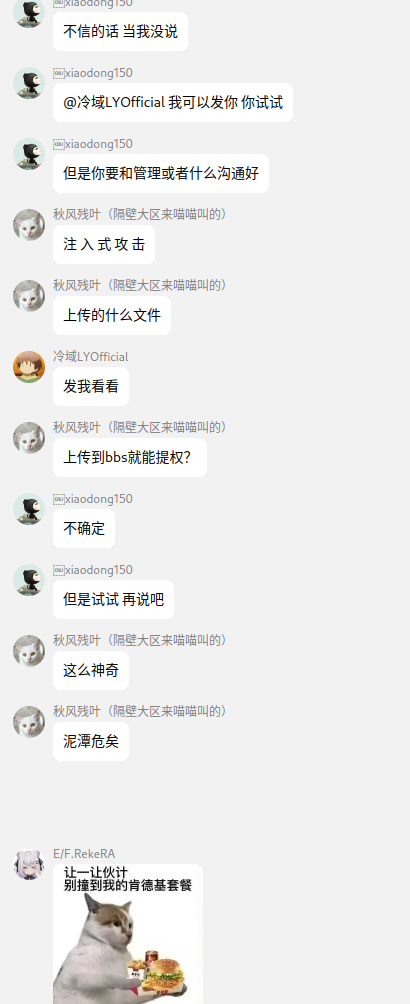 xiaodong150
不信的话 当我没说
xiaodong150
@冷域LYOfficial 我可以发你 你试试
xiaodong150
但是你要和管理或者什么沟通好
秋风残叶（隔壁大区来喵喵叫的）
注 入 式 攻 击
秋风残叶（隔壁大区来喵喵叫的）
上传的什么文件
冷域LYOfficial
发我看看
秋风残叶（隔壁大区来喵喵叫的）
上传到bbs就能提权？
xiaodong150
不确定
xiaodong150
但是试试 再说吧
秋风残叶（隔壁大区来喵喵叫的）
这么神奇
秋风残叶（隔壁大区来喵喵叫的）
泥潭危矣
E/F.RekeRA
让一让伙计
别撞到我的肯德基套餐